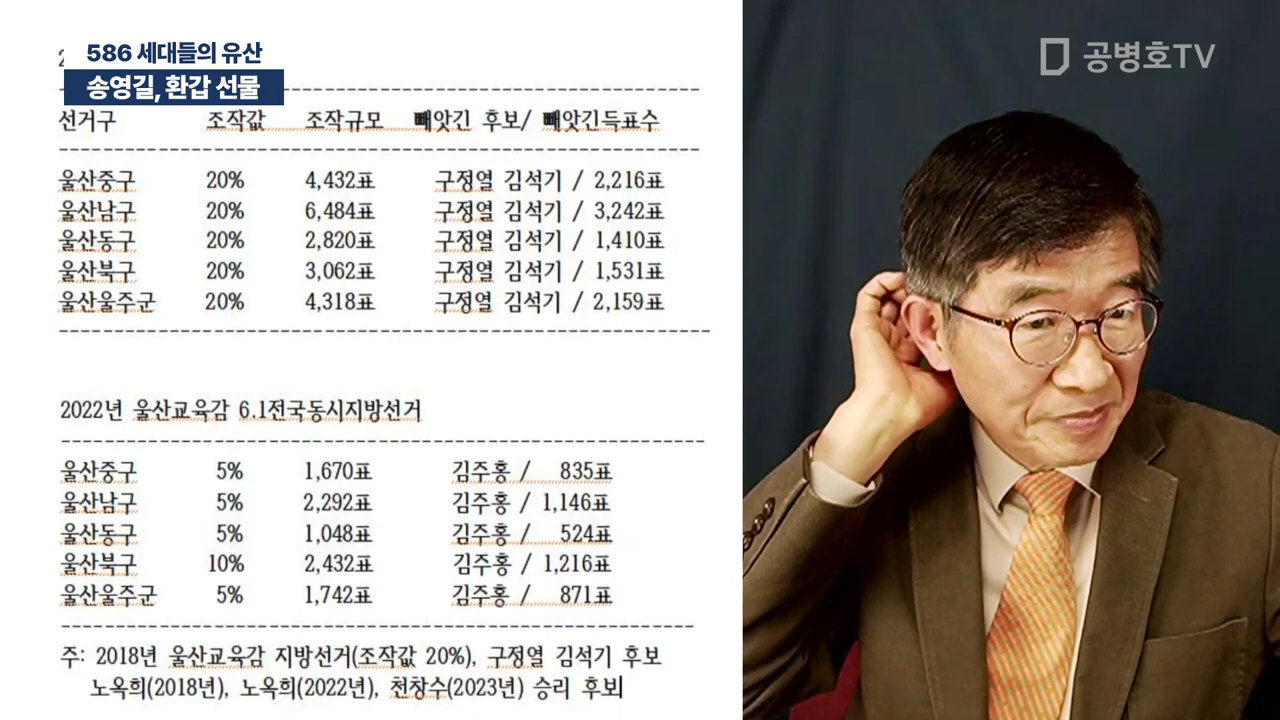 586 세대들의 유산
송영길, 환갑 선물
공병호TV
선거구 조작값 조작규모 빼앗긴 후보/ 빼앗긴득표수
울산중구 20% 4,432표 구정열 김석기 / 2,216표
울산남구 20% 6,484표 구정열 김석기 / 3,242표
울산동구 20% 2,820표 구정열 김석기 / 1,410표
울산북구 20% 3,062표 구정열 김석기 / 1,531표
울산울주군 20% 4,318표 구정열 김석기 / 2,159표
2022년 울산교육감 6.1전국동시지방선거
울산중구 5% 1,670표 김주홍 / 835표
울산남구 5% 2,292표 김주홍 / 1,146표
울산동구 5% 1,048표 김주홍 / 524표
울산북구 10% 2,432표 김주홍 / 1,216표
울산울주군 5% 1,742표 김주홍 / 871표
주: 2018년 울산교육감 지방선거(조작값 20%), 구정열 김석기 후보
노옥희(2018년), 노옥희(2022년), 천창수(2023년) 승리 후보